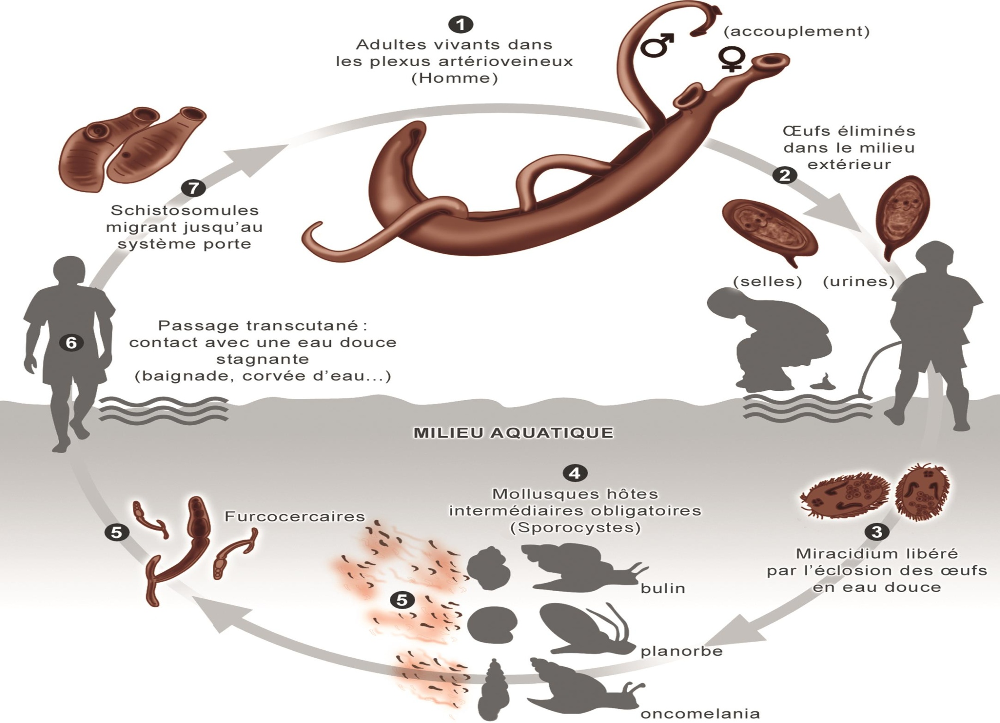 1
Adultes vivants dans
les plexus artérioveineux
(Homme)
♂
(accouplement)
♀
Œufs éliminés
dans le milieu
extérieur
2
(selles) (urines)
7
Schistosomules
migrant jusqu'au
système porte
6
Passage transcutané :
contact avec une eau douce
stagnante
(baignade, corvée d'eau...)
MILIEU AQUATIQUE
4
Mollusques hôtes
intermédiaires obligatoires
(Sporocystes)
3
Miracidium libéré
par l'éclosion des œufs
en eau douce
5
Furcocercaires
5
bulin
planorbe
oncomelania